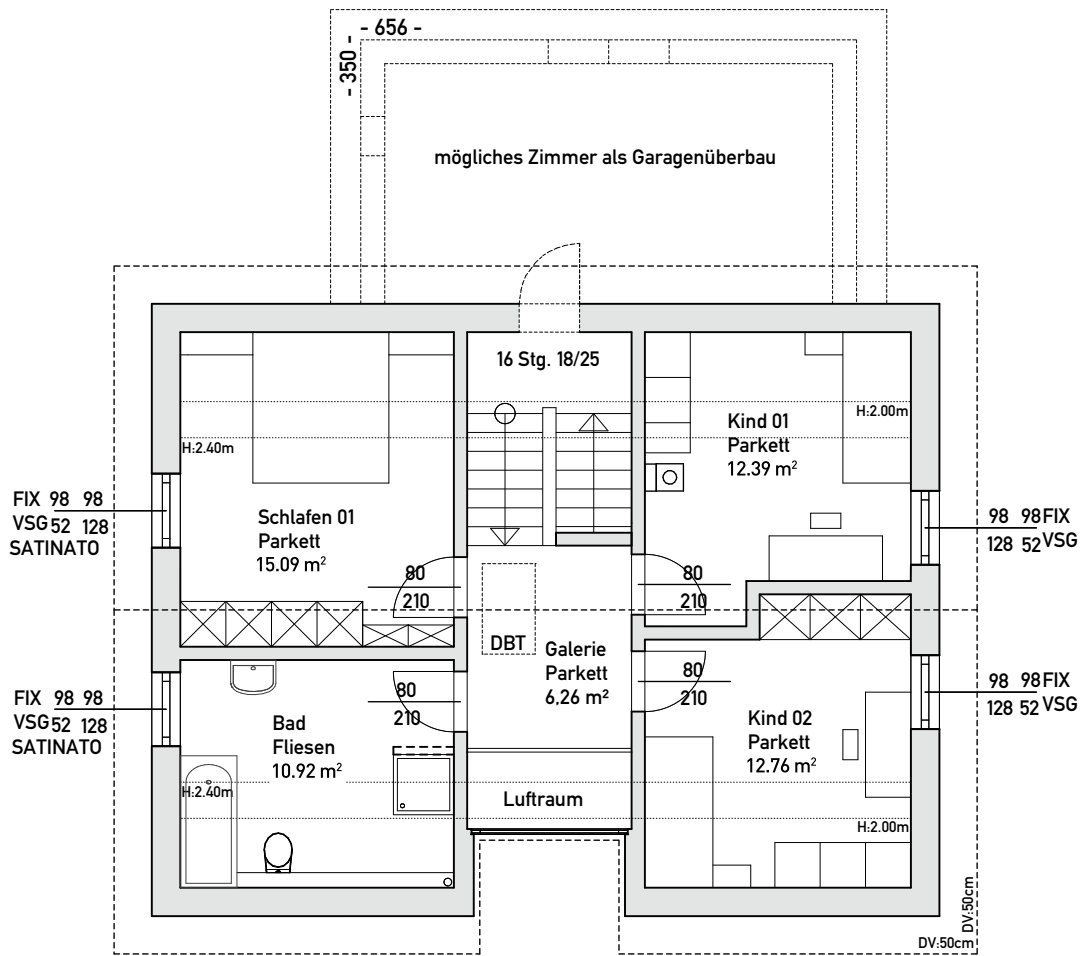 - 656 -
- 350 -
mögliches Zimmer als Garagenüberbau
16 Stg. 18/25
H:2.00m
Kind 01
Parkett
12.39 m²
H:2.40m
FIX 98 98
VSG 52 128
SATINATO
Schlafen 01
Parkett
15.09 m²
98 98 FIX
128 52 VSG
80
210
80
210
DBT
Galerie
Parkett
6,26 m²
80
210
80
210
FIX 98 98
VSG 52 128
SATINATO
98 98 FIX
128 52 VSG
Bad
Fliesen
10.92 m²
Kind 02
Parkett
12.76 m²
H:2.40m
Luftraum
H:2.00m
DV:50cm
DV:50cm